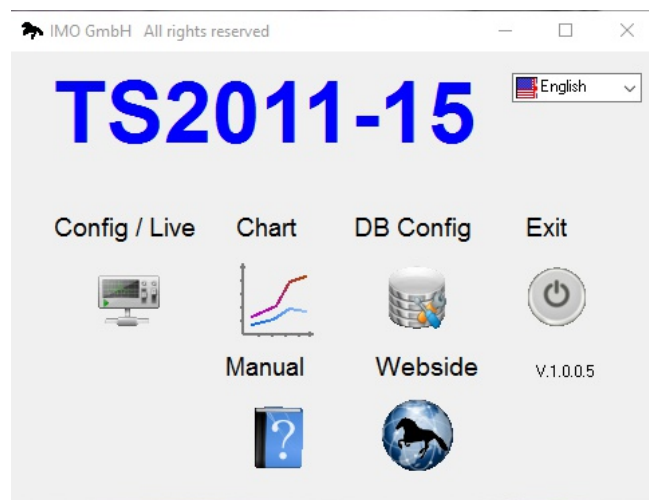 IMO GmbH All rights reserved
TS2011-15
English
Config / Live
Chart
DB Config
Exit
Manual
Webside
V.1.0.0.5
?